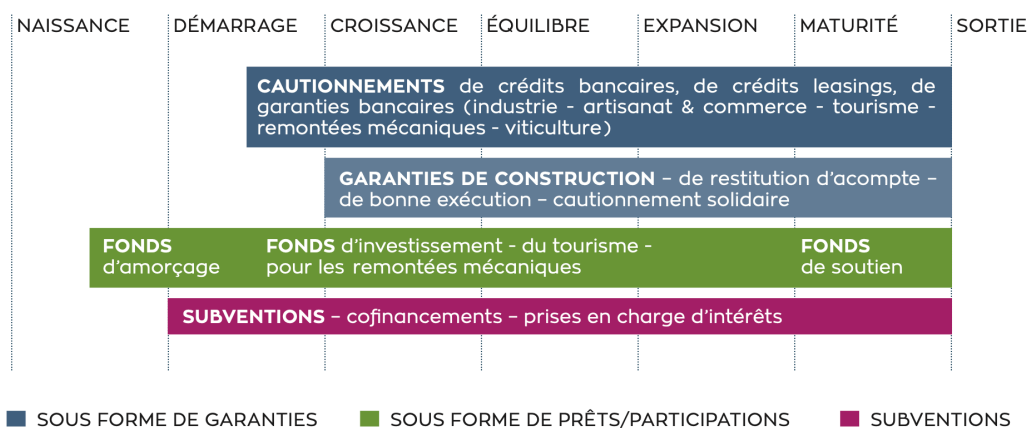 NAISSANCE DÉMARRAGE CROISSANCE ÉQUILIBRE EXPANSION MATURITÉ SORTIE
CAUTIONNEMENTS de crédits bancaires, de crédits leasings, de
garanties bancaires (industrie - artisanat & commerce - tourisme -
remontées mécaniques - viticulture)
GARANTIES DE CONSTRUCTION – de restitution d’acompte –
de bonne exécution – cautionnement solidaire
FONDS
d’amorçage
FONDS d’investissement - du tourisme -
pour les remontées mécaniques
FONDS
de soutien
SUBVENTIONS – cofinancements – prises en charge d’intérêts
SOUS FORME DE GARANTIES SOUS FORME DE PRÊTS/PARTICIPATIONS SUBVENTIONS